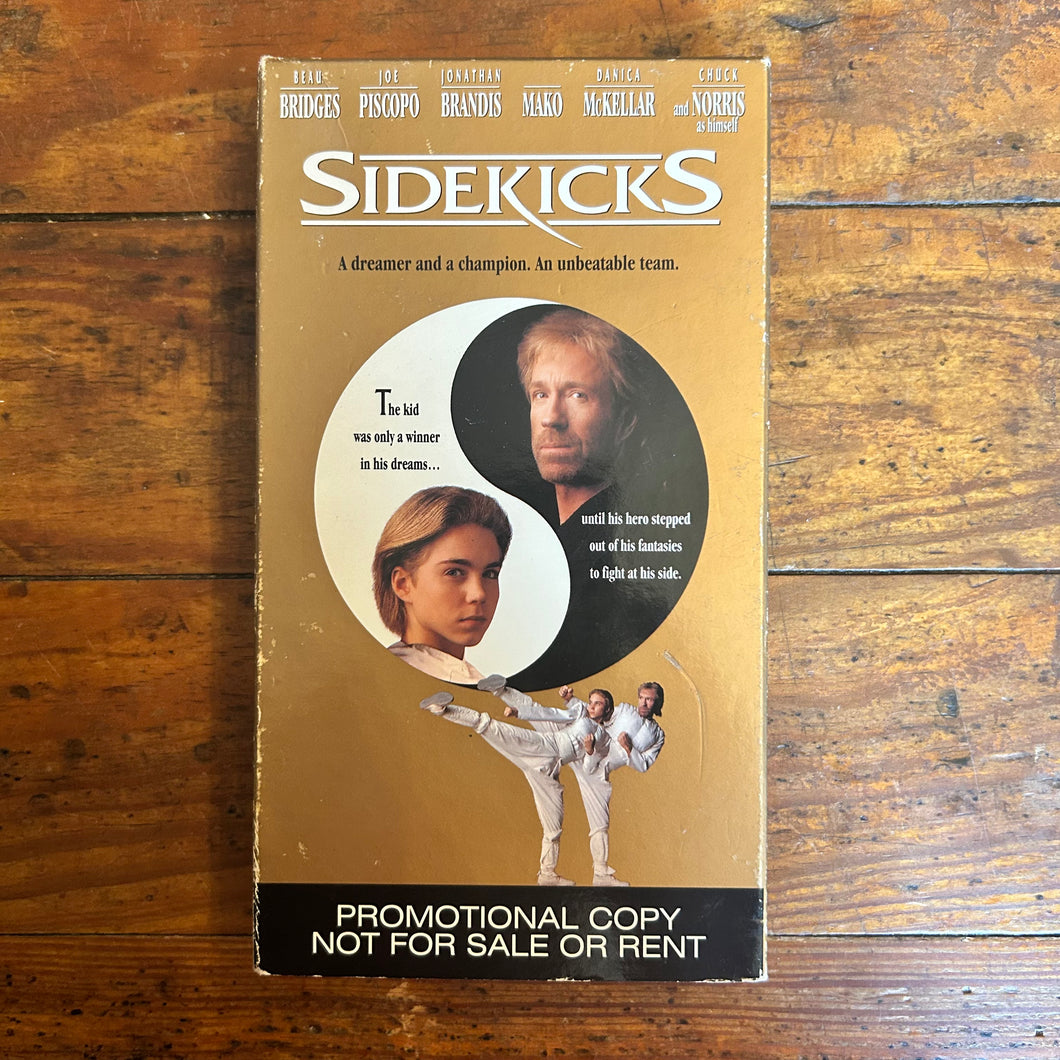 BEAU JOE JONATHAN DANICA CHUCK
BRIDGES PISCOPO BRANDIS MAKO McKELLAR and NORRIS
as himself
SIDEKICKS
A dreamer and a champion. An unbeatable team.
The kid
was only a winner
in his dreams...
until his hero stepped
out of his fantasies
to fight at his side.
PROMOTIONAL COPY
NOT FOR SALE OR RENT